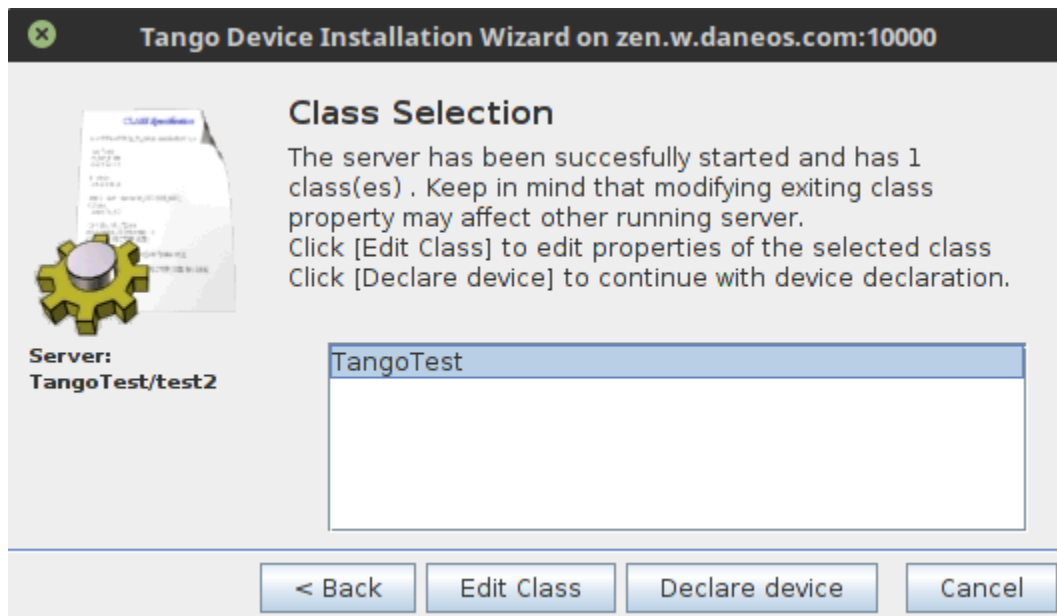 Tango Device Installation Wizard on zen.w.daneos.com:10000
Class Selection
The server has been succesfully started and has 1
class(es) . Keep in mind that modifying exiting class
property may affect other running server.
Click [Edit Class] to edit properties of the selected class
Click [Declare device] to continue with device declaration.
Server:
TangoTest/test2
TangoTest
< Back
Edit Class
Declare device
Cancel